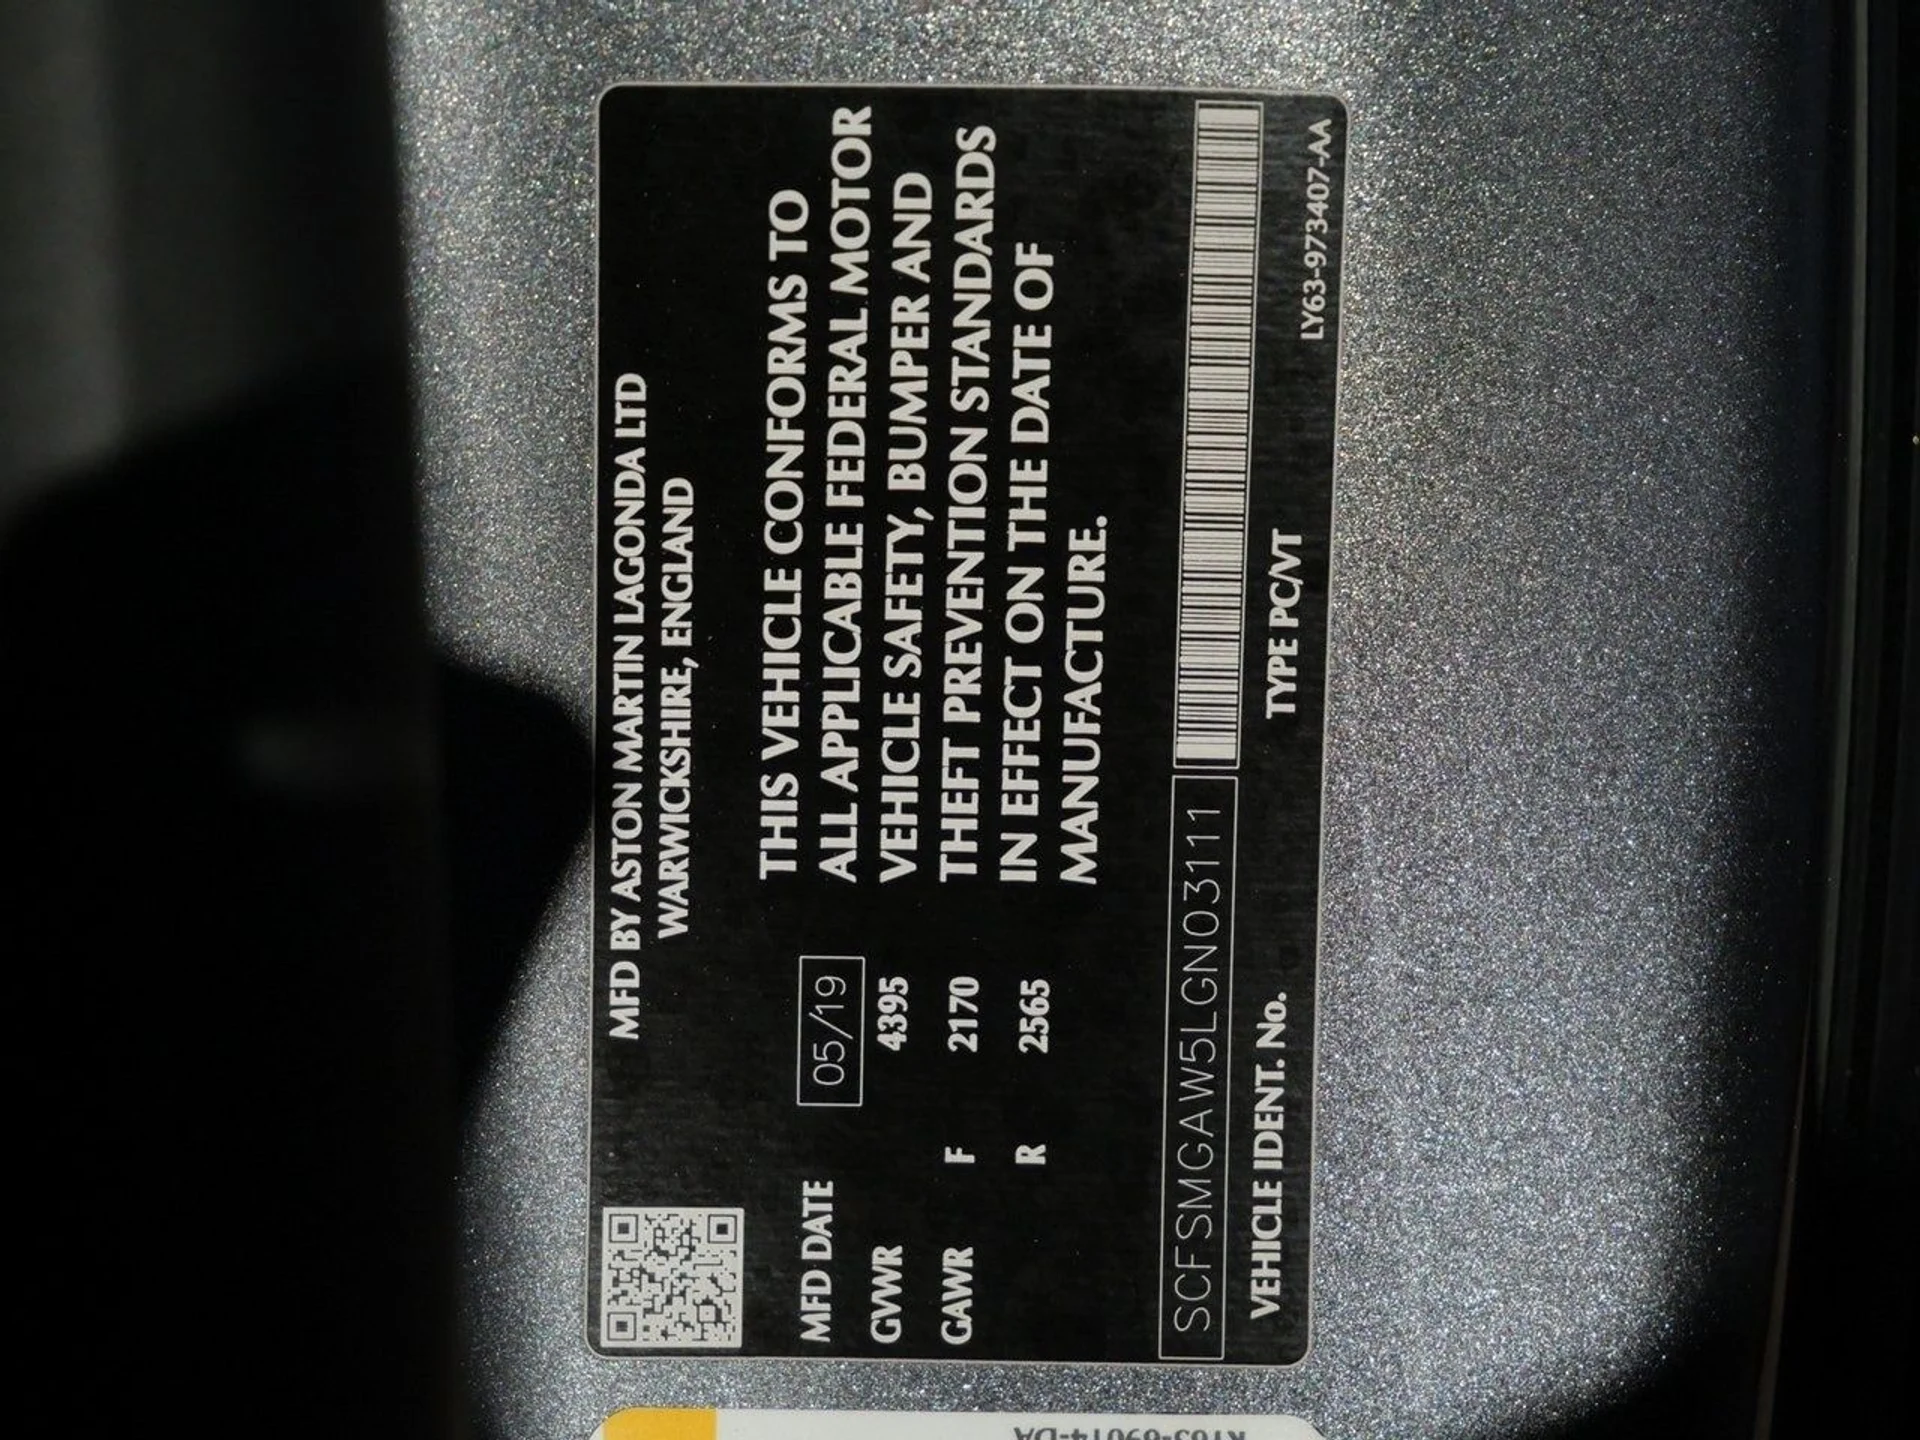 MFD BY ASTON MARTIN LAGONDA LTD
WARWICKSHIRE, ENGLAND
MFD DATE 05/19
GVWR 4395
GAWR F 2170
R 2565
THIS VEHICLE CONFORMS TO
ALL APPLICABLE FEDERAL MOTOR
VEHICLE SAFETY, BUMPER AND
THEFT PREVENTION STANDARDS
IN EFFECT ON THE DATE OF
MANUFACTURE.
SCFSMGAW5LGN03111
VEHICLE IDENT. No. TYPE PC/VT
LY63-973407-AA